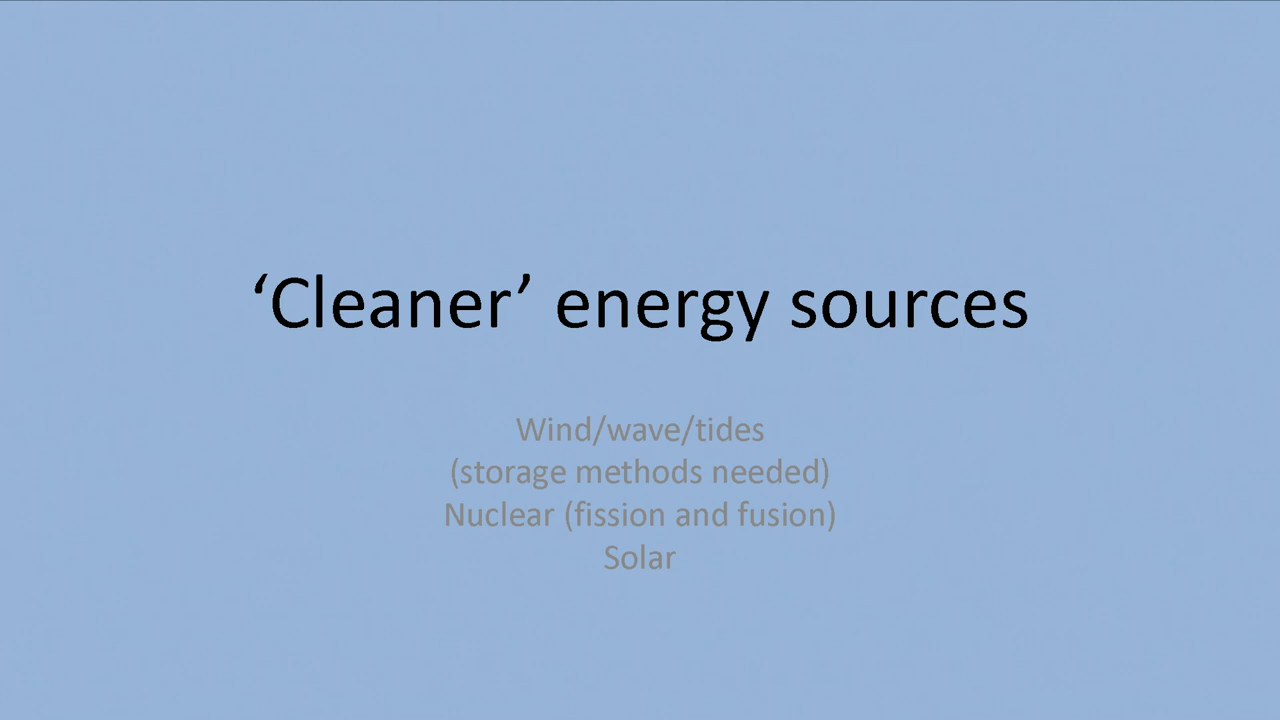 ‘Cleaner’ energy sources
Wind/wave/tides
(storage methods needed)
Nuclear (fission and fusion)
Solar